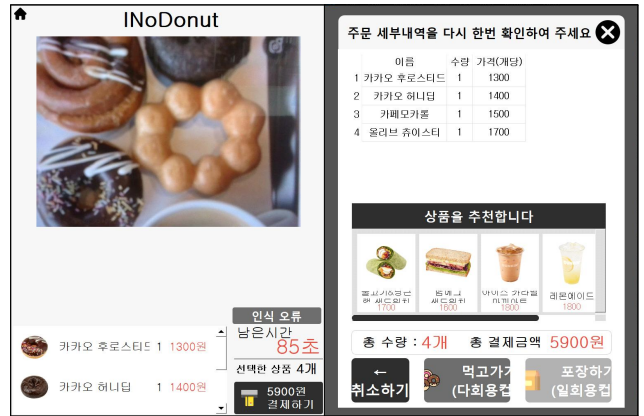 INoDonut
인식 오류
남은시간
85초
카카오 후로스티드 1 1300원
선택한 상품 4개
카카오 허니딥 1 1400원
5900원
결제하기
주문 세부내역을 다시 한번 확인하여 주세요
이름 수량 가격(개당)
1 카카오 후로스티드 1 1300
2 카카오 허니딥 1 1400
3 카페모카롤 1 1500
4 올리브 츄이스티 1 1700
상품을 추천합니다
레몬에이드
1700 1600 1800 1800
총 수량 : 4개 총 결제금액 5900원
← 먹고가기 포장하기
취소하기 (다회용컵 (일회용컵